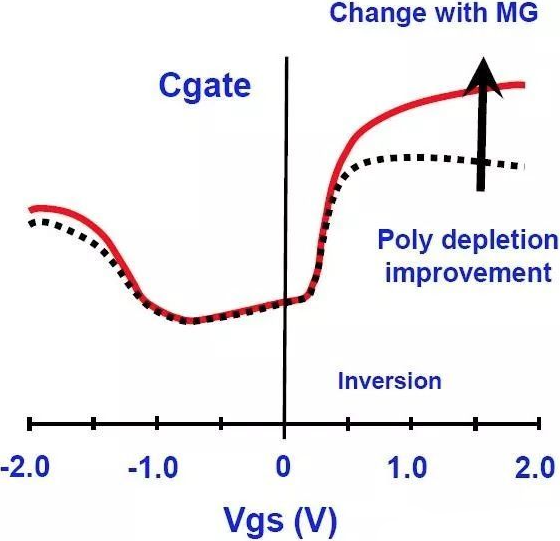 Change with MG
Cgate
Poly depletion
improvement
Inversion
-2.0 -1.0 0 1.0 2.0
Vgs (V)